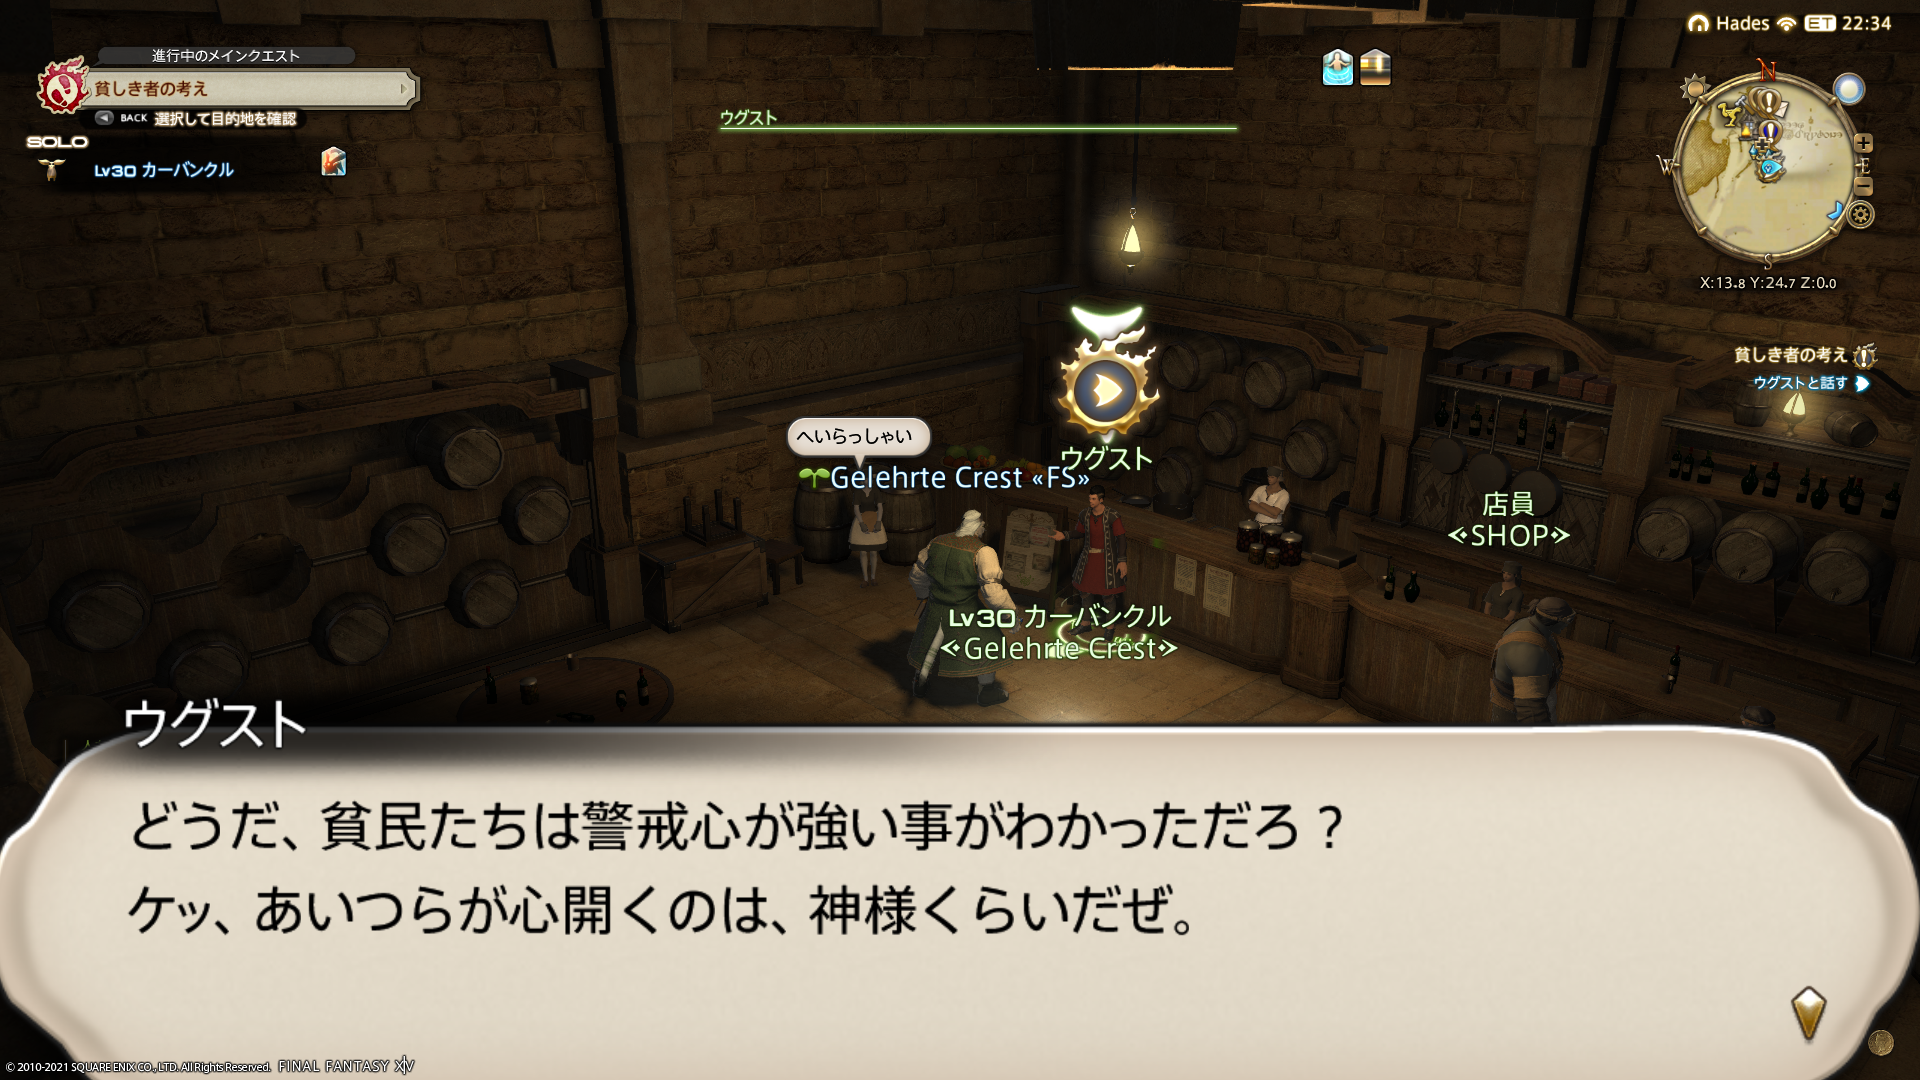 Hades ET 22:34
進行中のメインクエスト
貧しき者の考え
BACK 選択して目的地を確認
SOLO
Lv30 カーバンクル
ウグスト
N
W
E
S
X:13.8 Y:24.7 Z:0.0
貧しき者の考え
ウグストと話す
へいらっしゃい
ウグスト
Gelehrte Crest «FS»
店員
SHOP
Lv30 カーバンクル
Gelehrte Crest
ウグスト
どうだ、貧民たちは警戒心が強い事がわかっただろ？
ケッ、あいつらが心開くのは、神様くらいだぜ。
© 2010-2021 SQUARE ENIX CO., LTD. All Rights Reserved. FINAL FANTASY XIV